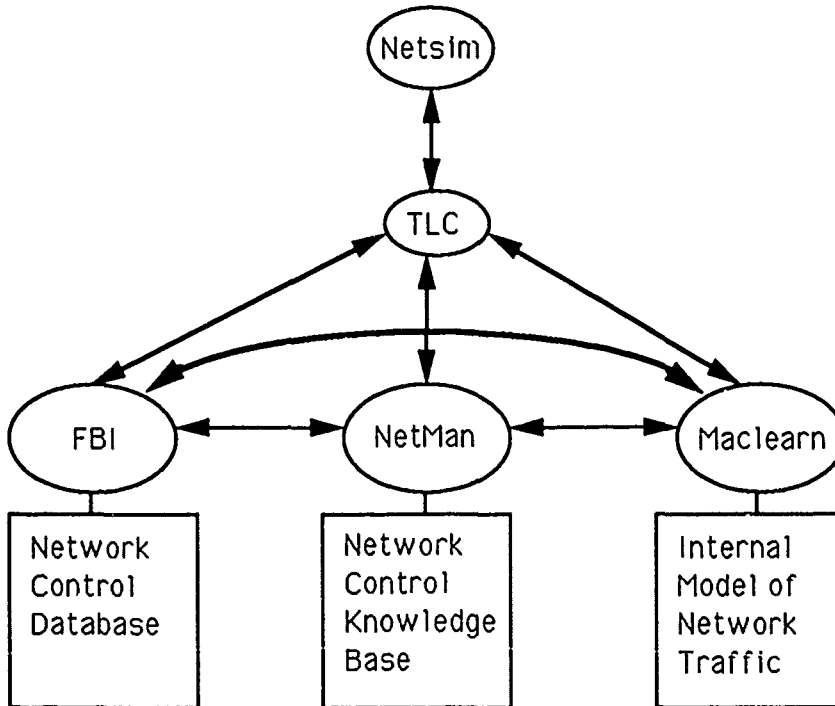 Netsim
TLC
FBI
NetMan
Maclearn
Network
Control
Database
Network
Control
Knowledge
Base
Internal
Model of
Network
Traffic